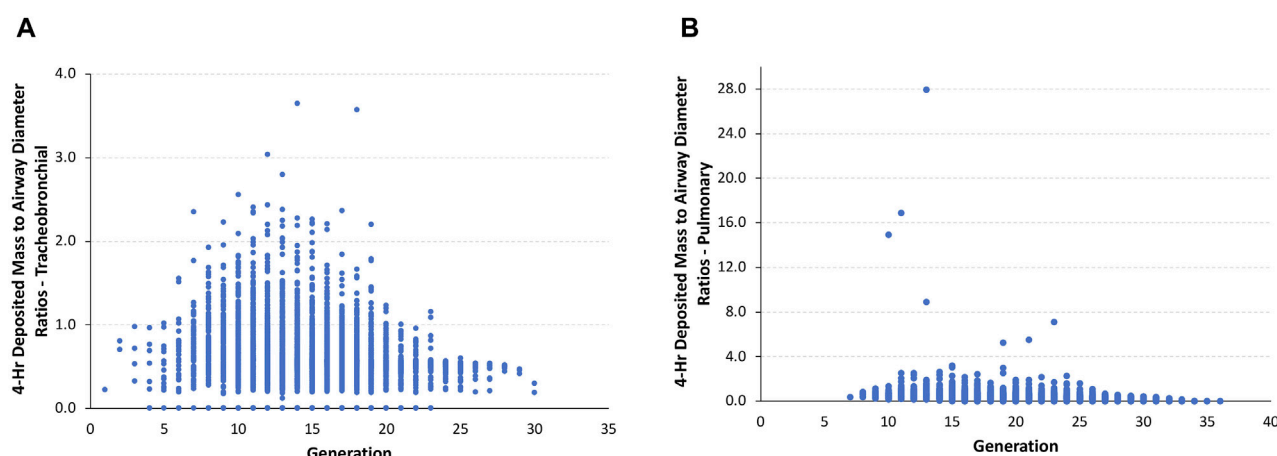 A
4-Hr Deposited Mass to Airway Diameter
Ratios - Tracheobronchial
4.0
3.0
2.0
1.0
0.0
0 5 10 15 20 25 30 35
Generation
B
4-Hr Deposited Mass to Airway Diameter
Ratios - Pulmonary
28.0
24.0
20.0
16.0
12.0
8.0
4.0
0.0
0 5 10 15 20 25 30 35 40
Generation